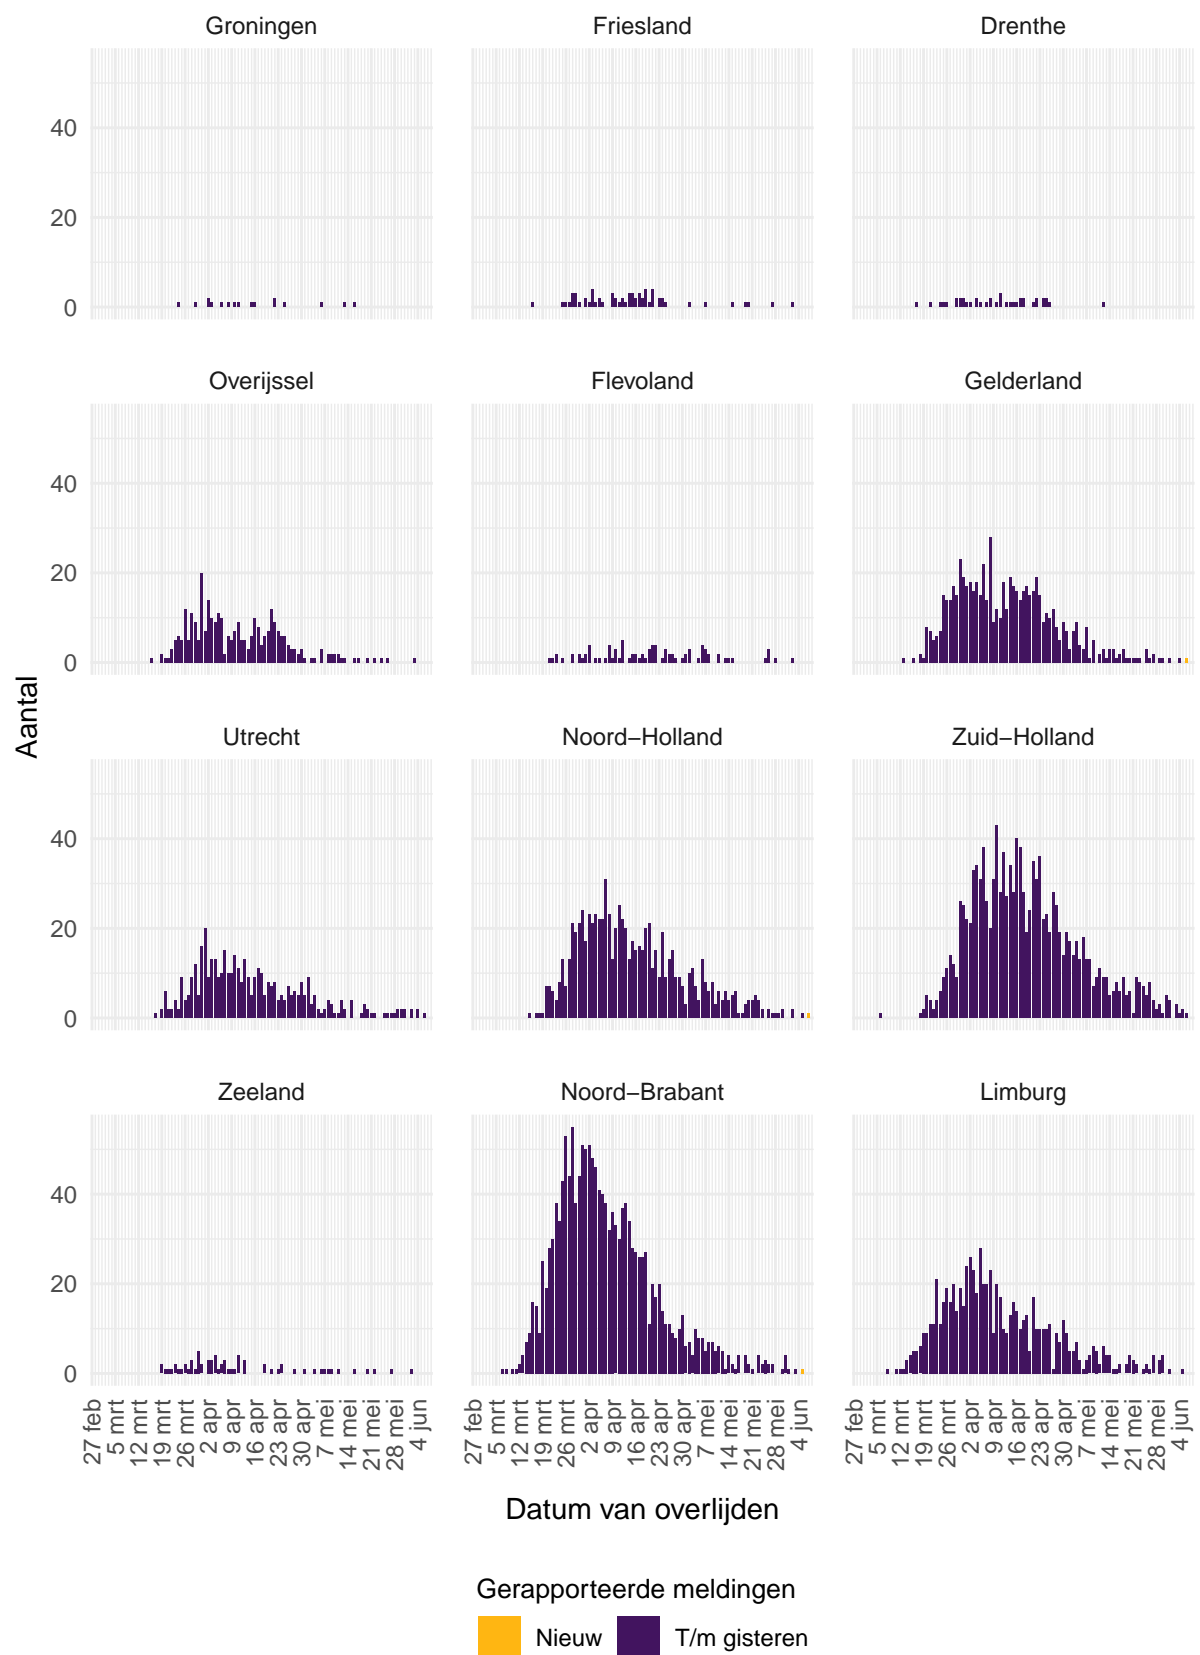 Groningen
Friesland
Drenthe
40
20
0
Overijssel
Flevoland
Gelderland
40
20
0
Utrecht
Noord−Holland
Zuid−Holland
40
20
0
Zeeland
Noord−Brabant
Limburg
40
20
0
Aantal
27 feb
5 mrt
12 mrt
19 mrt
26 mrt
2 apr
9 apr
16 apr
23 apr
30 apr
7 mei
14 mei
21 mei
28 mei
4 jun
27 feb
5 mrt
12 mrt
19 mrt
26 mrt
2 apr
9 apr
16 apr
23 apr
30 apr
7 mei
14 mei
21 mei
28 mei
4 jun
27 feb
5 mrt
12 mrt
19 mrt
26 mrt
2 apr
9 apr
16 apr
23 apr
30 apr
7 mei
14 mei
21 mei
28 mei
4 jun
Datum van overlijden
Gerapporteerde meldingen
Nieuw
T/m gisteren